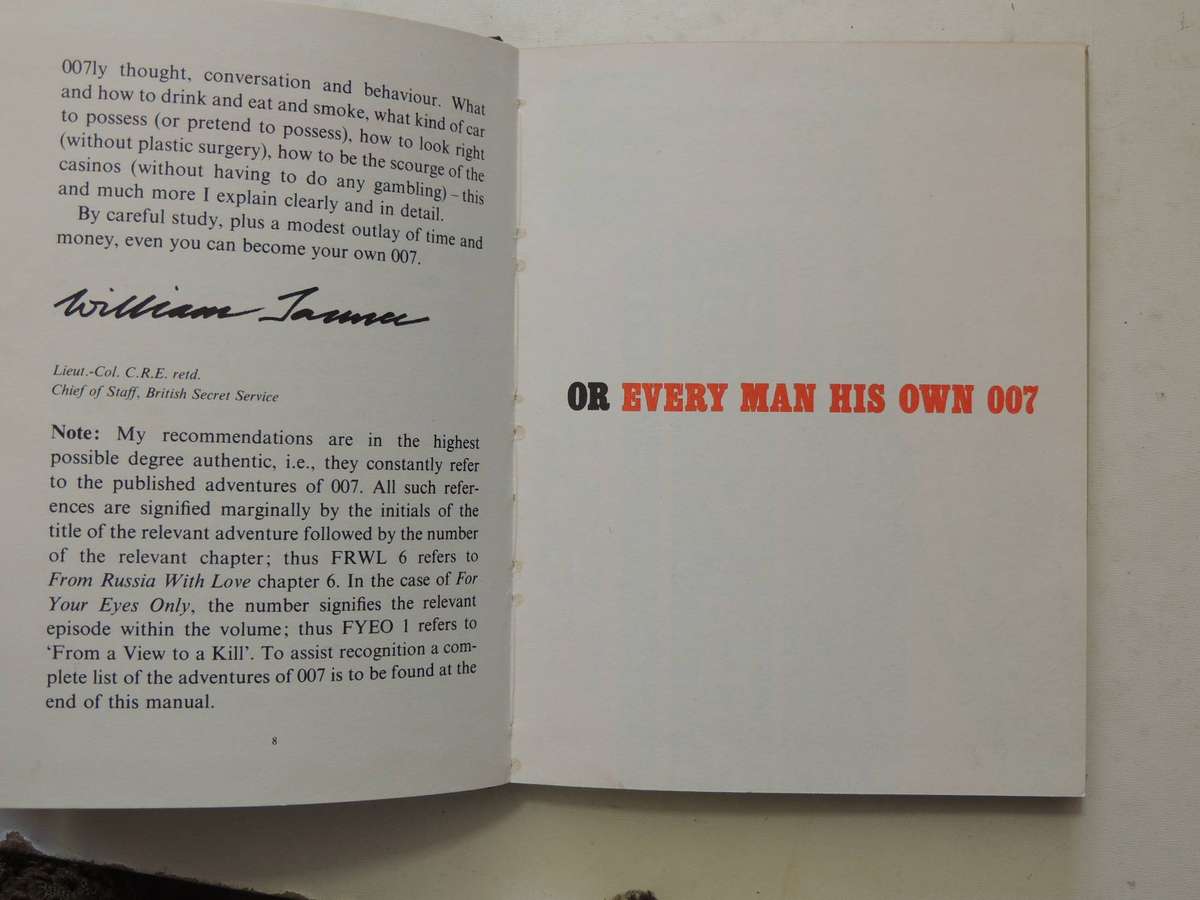 007ly thought, conversation and behaviour. What
and how to drink and eat and smoke, what kind of car
to possess (or pretend to possess), how to look right
(without plastic surgery), how to be the scourge of the
casinos (without having to do any gambling) – this
and much more I explain clearly and in detail.
By careful study, plus a modest outlay of time and
money, even you can become your own 007.
William Tanner
Lieut.-Col. C.R.E. retd.
Chief of Staff, British Secret Service
Note: My recommendations are in the highest
possible degree authentic, i.e., they constantly refer
to the published adventures of 007. All such refer-
ences are signified marginally by the initials of the
title of the relevant adventure followed by the number
of the relevant chapter; thus FRWL 6 refers to
From Russia With Love chapter 6. In the case of For
Your Eyes Only, the number signifies the relevant
episode within the volume; thus FYEO 1 refers to
‘From a View to a Kill’. To assist recognition a com-
plete list of the adventures of 007 is to be found at the
end of this manual.
8
OR EVERY MAN HIS OWN 007